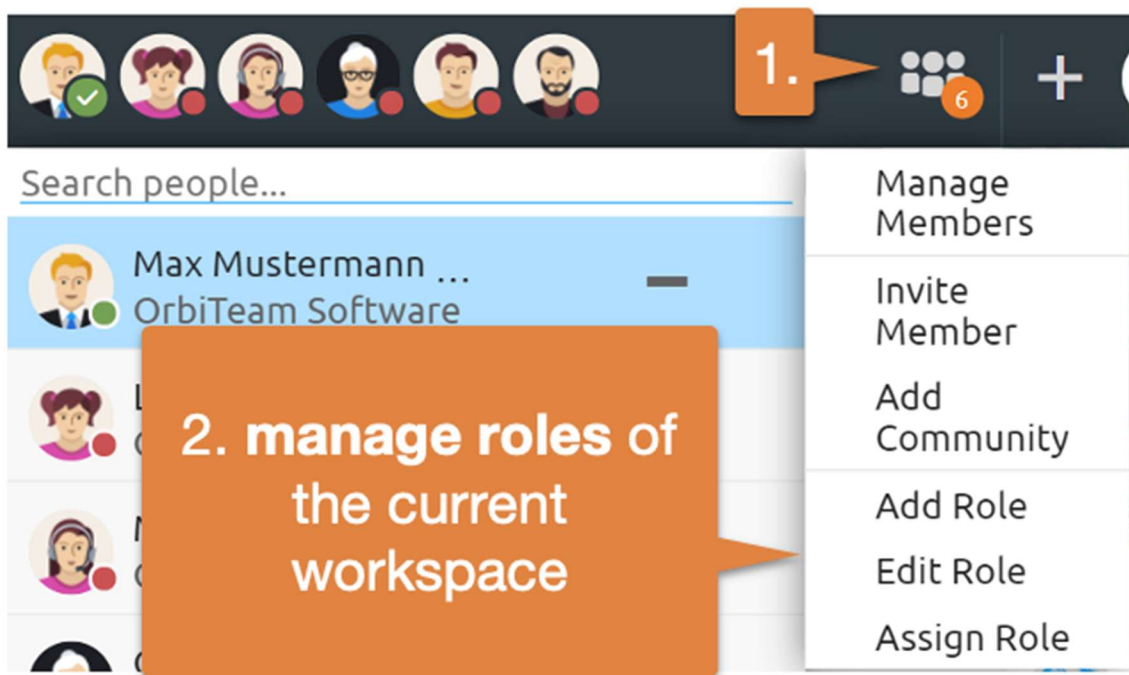 1.
6
Search people...
Max Mustermann ...
OrbiTeam Software
2. manage roles of
the current
workspace
Manage
Members
Invite
Member
Add
Community
Add Role
Edit Role
Assign Role